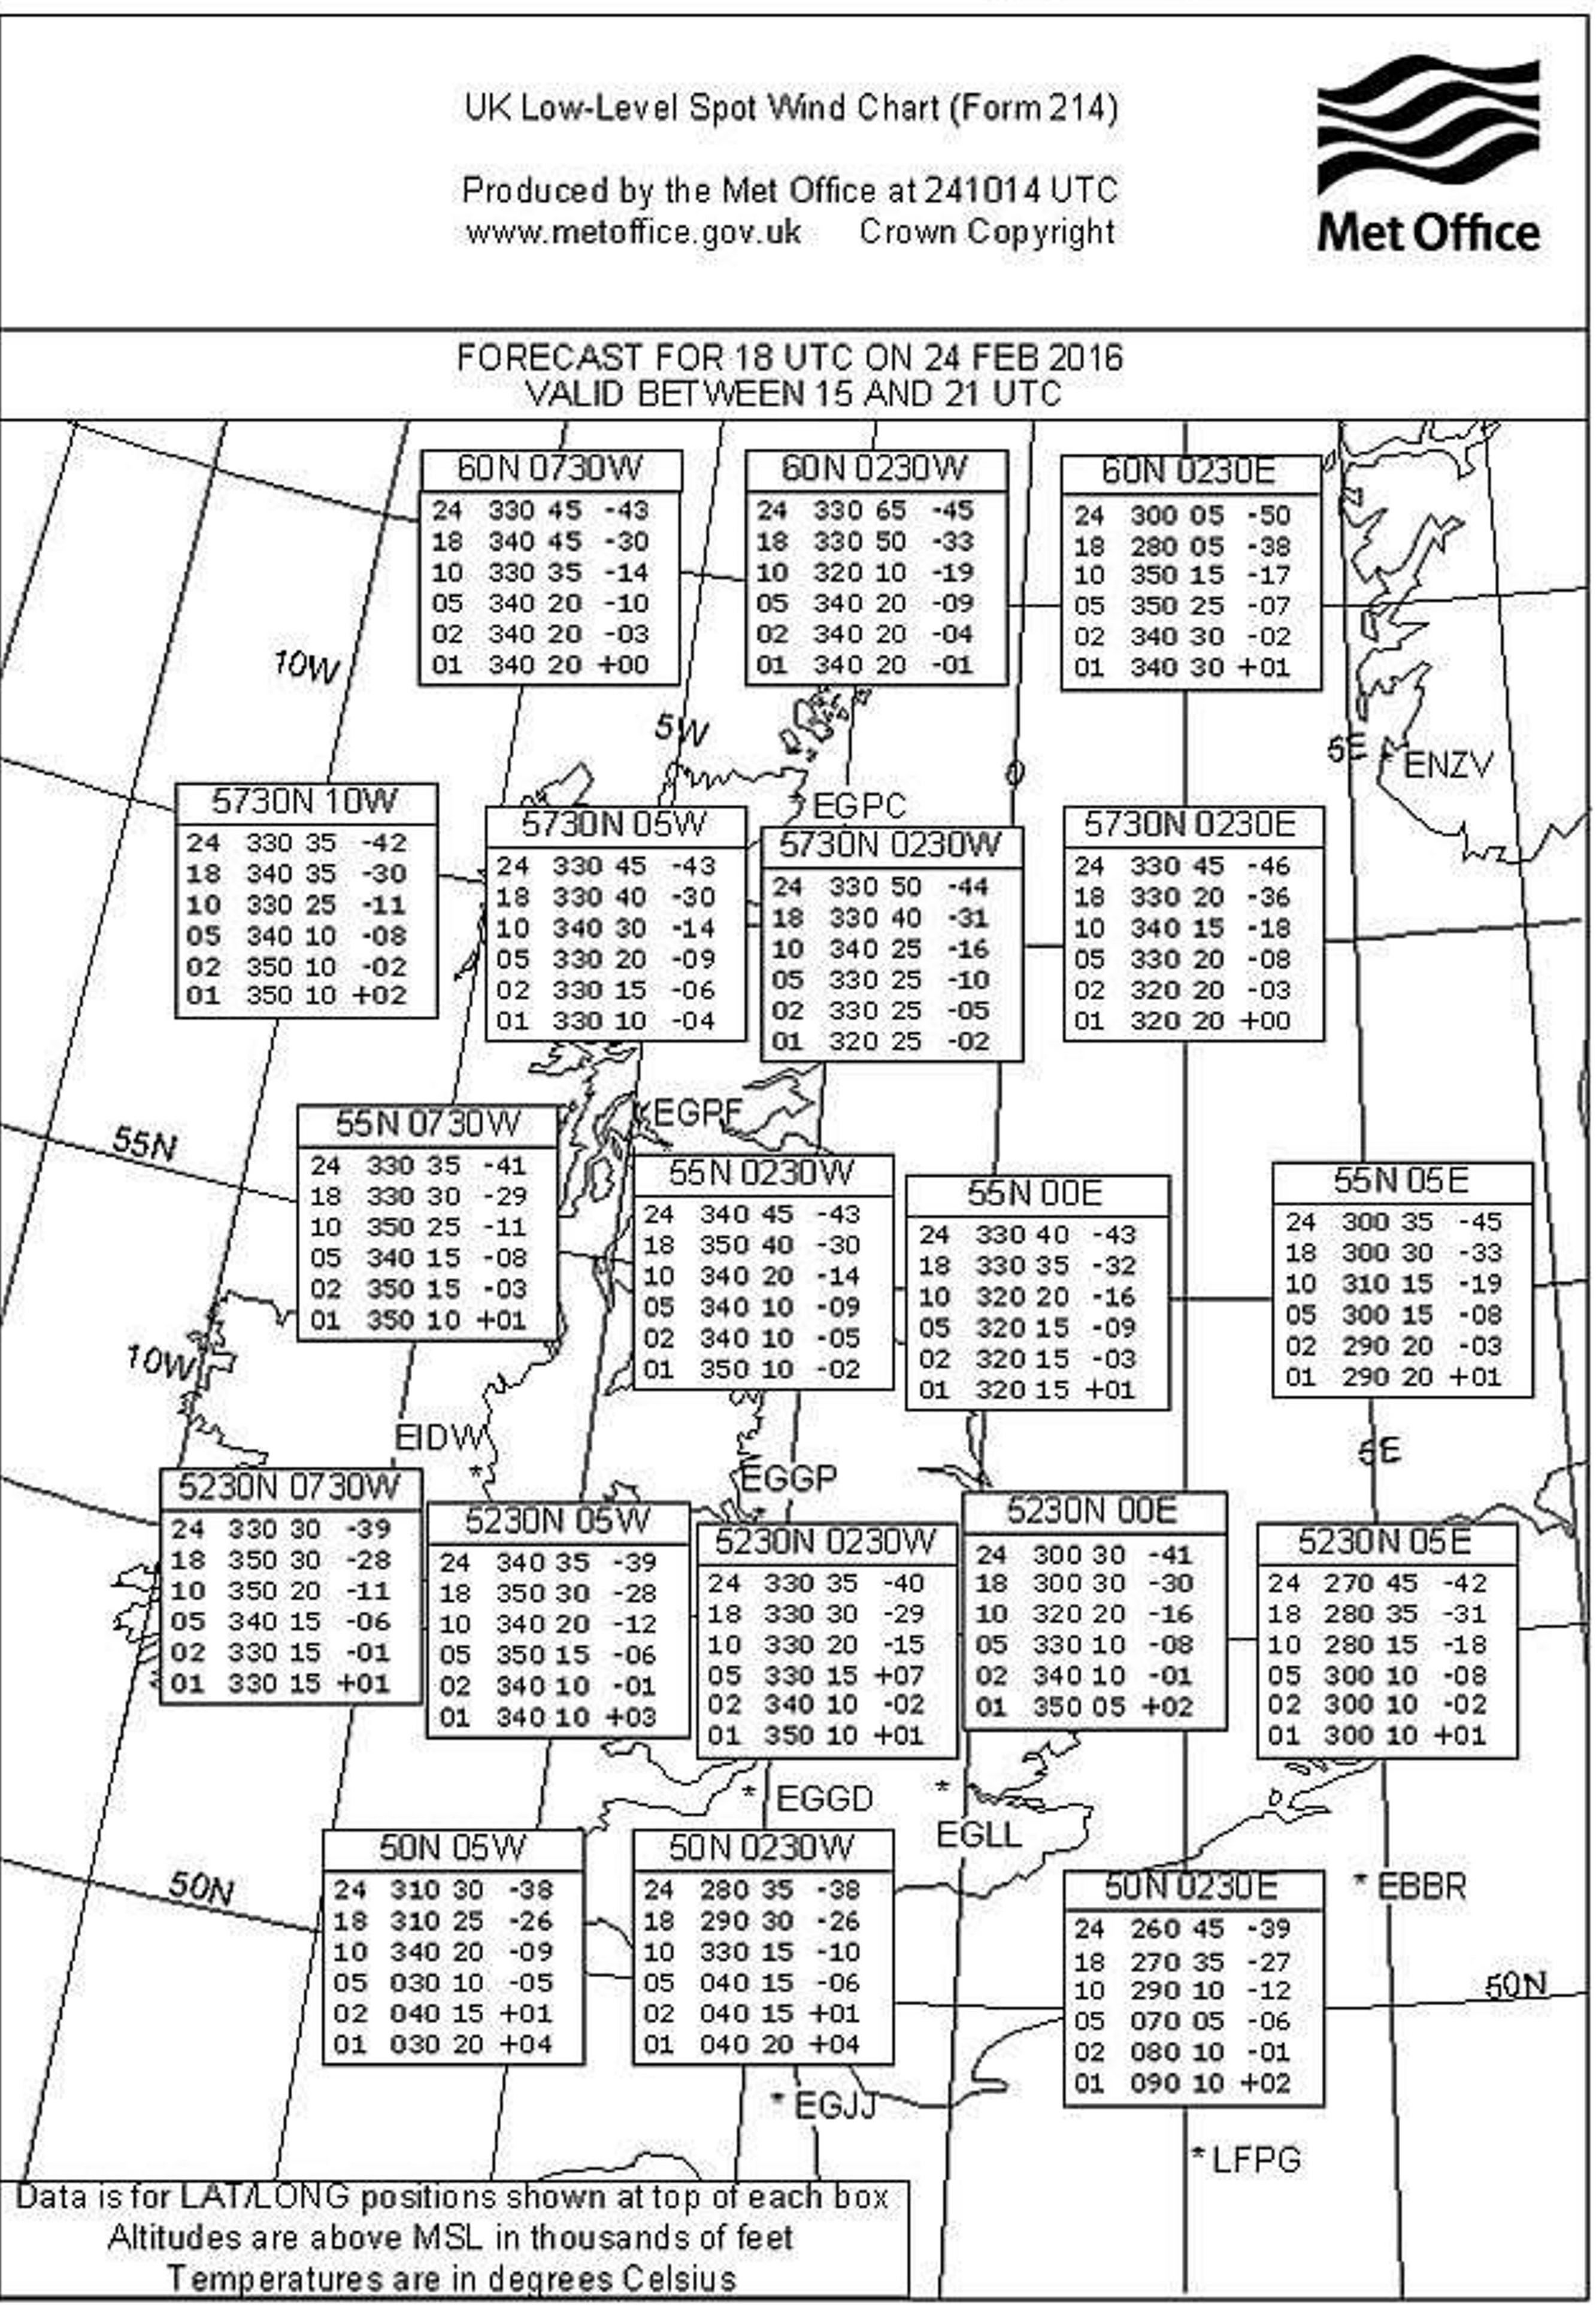 UK Low-Level Spot Wind Chart (Form 214)
Produced by the Met Office at 241014 UTC
www.metoffice.gov.uk Crown Copyright
Met Office
FORECAST FOR 18 UTC ON 24 FEB 2016
VALID BETWEEN 15 AND 21 UTC
60N 0730W
24 330 45 -43
18 340 45 -30
10 330 35 -14
05 340 20 -10
02 340 20 -03
01 340 20 +00
60N 0230W
24 330 65 -45
18 330 50 -33
10 320 10 -19
05 340 20 -09
02 340 20 -04
01 340 20 -01
60N 0230E
24 300 05 -50
18 280 05 -38
10 350 15 -17
05 350 25 -07
02 340 30 -02
01 340 30 +01
10W
5W
0
5E
ENZV
EGPC
5730N 10W
24 330 35 -42
18 340 35 -30
10 330 25 -11
05 340 10 -08
02 350 10 -02
01 350 10 +02
5730N 05W
24 330 45 -43
18 330 40 -30
10 340 30 -14
05 330 20 -09
02 330 15 -06
01 330 10 -04
5730N 0230W
24 330 50 -44
18 330 40 -31
10 340 25 -16
05 330 25 -10
02 330 25 -05
01 320 25 -02
5730N 0230E
24 330 45 -46
18 330 20 -36
10 340 15 -18
05 330 20 -08
02 320 20 -03
01 320 20 +00
EGPF
55N
55N 0730W
24 330 35 -41
18 330 30 -29
10 350 25 -11
05 340 15 -08
02 350 15 -03
01 350 10 +01
55N 0230W
24 340 45 -43
18 350 40 -30
10 340 20 -14
05 340 10 -09
02 340 10 -05
01 350 10 -02
55N 00E
24 330 40 -43
18 330 35 -32
10 320 20 -16
05 320 15 -09
02 320 15 -03
01 320 15 +01
55N 05E
24 300 35 -45
18 300 30 -33
10 310 15 -19
05 300 15 -08
02 290 20 -03
01 290 20 +01
10W
EIDW
*
5E
EGGP
*
5230N 0730W
24 330 30 -39
18 350 30 -28
10 350 20 -11
05 340 15 -06
02 330 15 -01
01 330 15 +01
5230N 05W
24 340 35 -39
18 350 30 -28
10 340 20 -12
05 350 15 -06
02 340 10 -01
01 340 10 +03
5230N 0230W
24 330 35 -40
18 330 30 -29
10 330 20 -15
05 330 15 +07
02 340 10 -02
01 350 10 +01
5230N 00E
24 300 30 -41
18 300 30 -30
10 320 20 -16
05 330 10 -08
02 340 10 -01
01 350 05 +02
5230N 05E
24 270 45 -42
18 280 35 -31
10 280 15 -18
05 300 10 -08
02 300 10 -02
01 300 10 +01
* EGGD
*
EGLL
* EBBR
50N
50N 05W
24 310 30 -38
18 310 25 -26
10 340 20 -09
05 030 10 -05
02 040 15 +01
01 030 20 +04
50N 0230W
24 280 35 -38
18 290 30 -26
10 330 15 -10
05 040 15 -06
02 040 15 +01
01 040 20 +04
50N 0230E
24 260 45 -39
18 270 35 -27
10 290 10 -12
05 070 05 -06
02 080 10 -01
01 090 10 +02
50N
* EGJJ
* LFPG
Data is for LAT/LONG positions shown at top of each box
Altitudes are above MSL in thousands of feet
Temperatures are in degrees Celsius